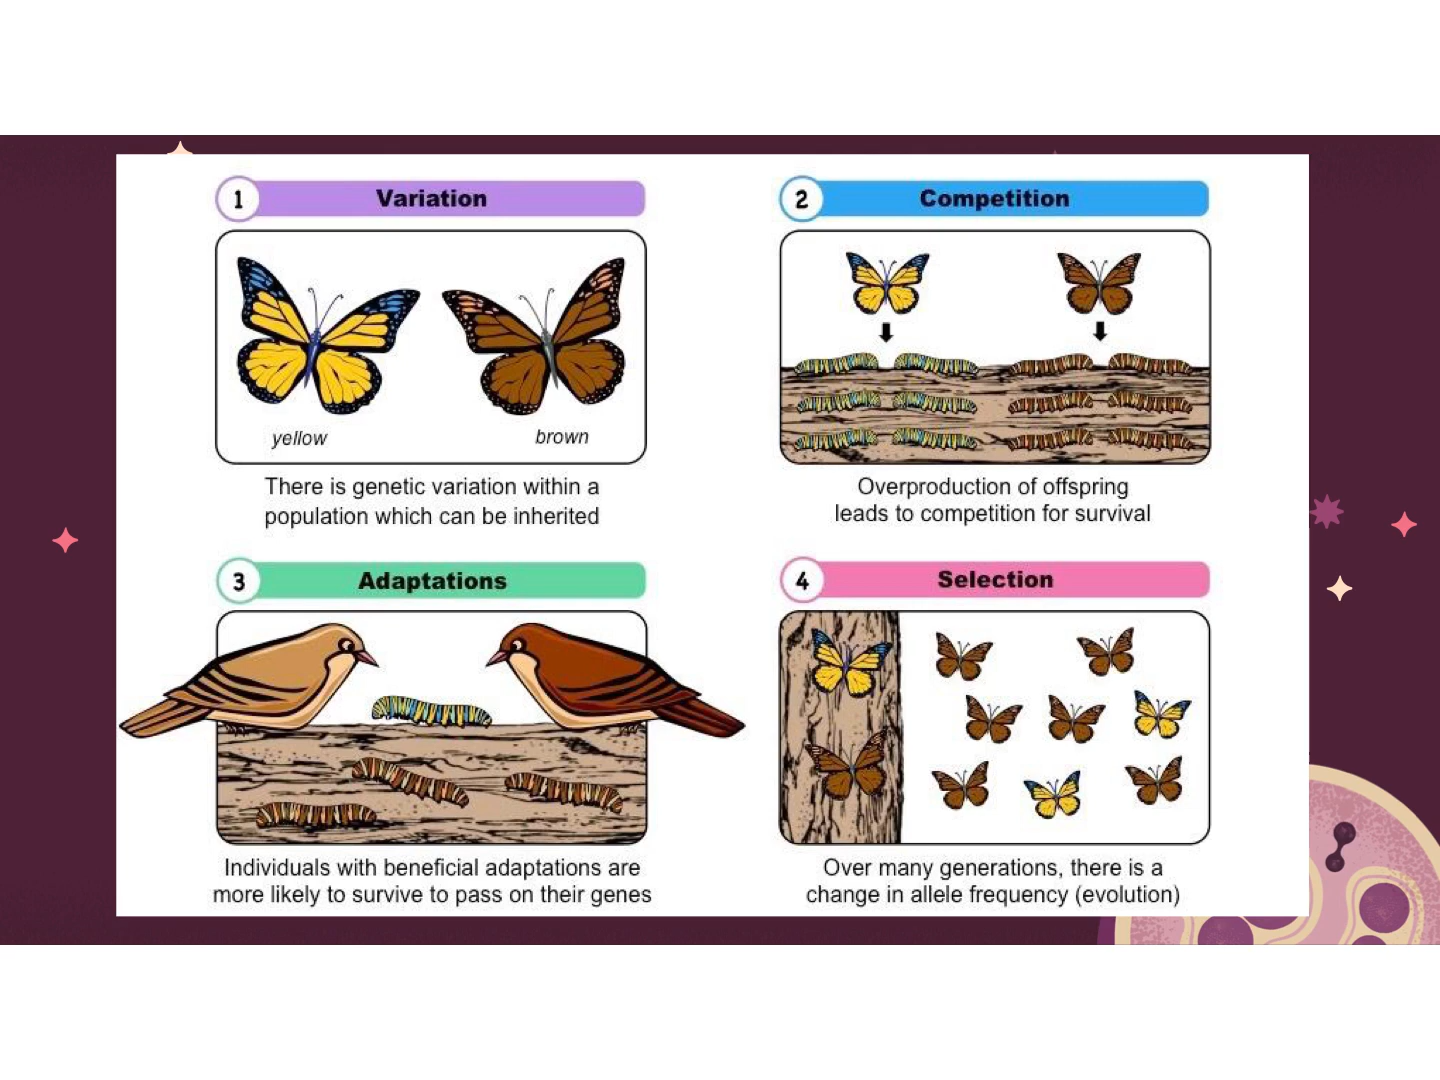 1 Variation
yellow
brown
There is genetic variation within a
population which can be inherited
2 Competition
Overproduction of offspring
leads to competition for survival
3 Adaptations
Individuals with beneficial adaptations are
more likely to survive to pass on their genes
4 Selection
Over many generations, there is a
change in allele frequency (evolution)